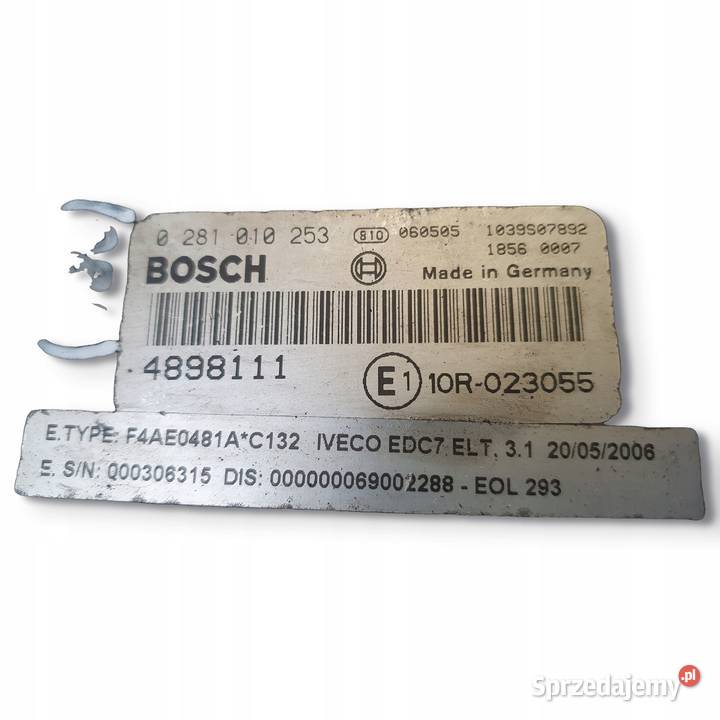 0 281 010 253 810 060505 1039S07892
1856 0007
BOSCH Made in Germany
4898111 E1 10R-023055
E.TYPE: F4AE0481A*C132 IVECO EDC7 ELT. 3.1 20/05/2006
E. S/N: 000306315 DIS: 000000069002288 - EOL 293
Sprzedajemy.pl